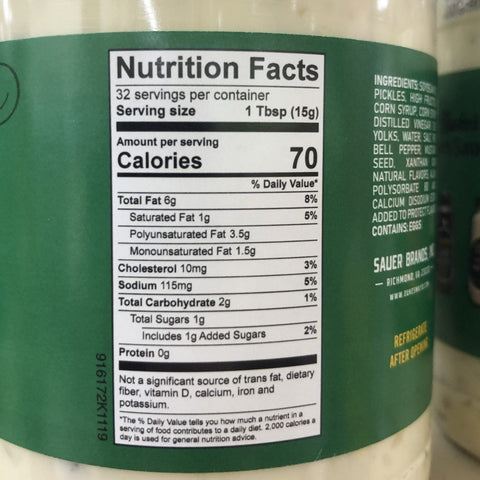 Nutrition Facts
32 servings per container
Serving size 1 Tbsp (15g)
Amount per serving
Calories 70
% Daily Value*
Total Fat 6g 8%
Saturated Fat 1g 5%
Polyunsaturated Fat 3.5g
Monounsaturated Fat 1.5g
Cholesterol 10mg 3%
Sodium 115mg 5%
Total Carbohydrate 2g 1%
Total Sugars 1g
Includes 1g Added Sugars 2%
Protein 0g
Not a significant source of trans fat, dietary
fiber, vitamin D, calcium, iron and
potassium.
*The % Daily Value tells you how much a nutrient in a
serving of food contributes to a daily diet. 2,000 calories a
day is used for general nutrition advice.
916172K1119
INGREDIENTS:
PICKLES, HIGH
CORN SYRUP,
DISTILLED VINEGAR
YOLKS, WATER,
BELL PEPPER,
SEED, XANTHAN
NATURAL FLAVORS,
POLYSORBATE
CALCIUM
ADDED TO PROTECT
CONTAINS: EGGS.
SAUER BRANDS,
RICHMOND, VA
REFRIGERATE
AFTER OPENING